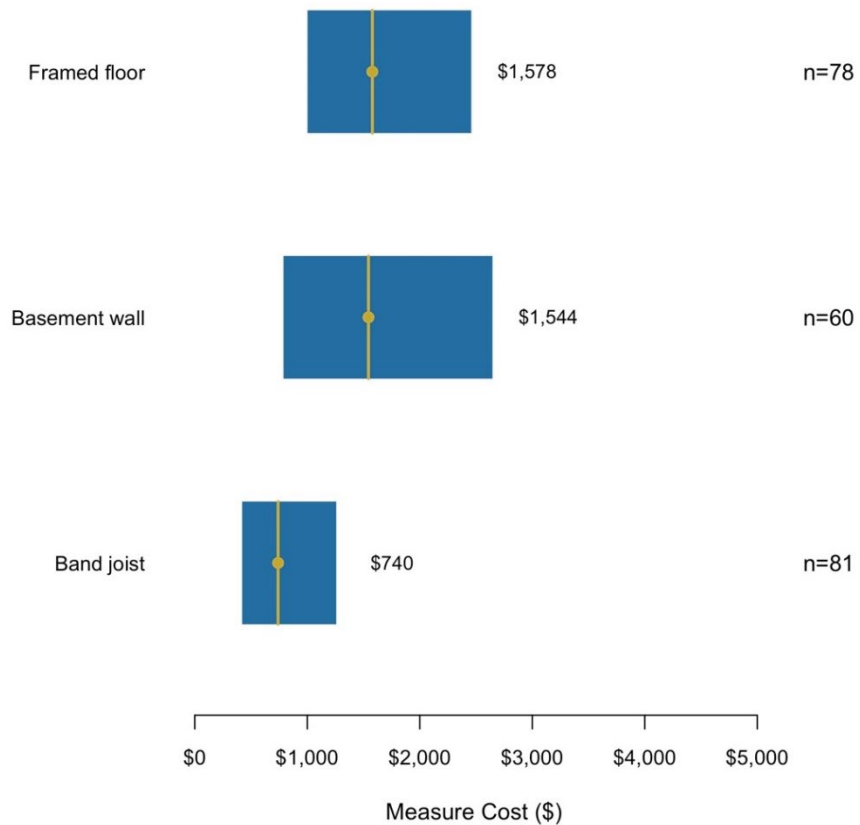 Framed floor $1,578 n=78
Basement wall $1,544 n=60
Band joist $740 n=81
$0 $1,000 $2,000 $3,000 $4,000 $5,000
Measure Cost ($)